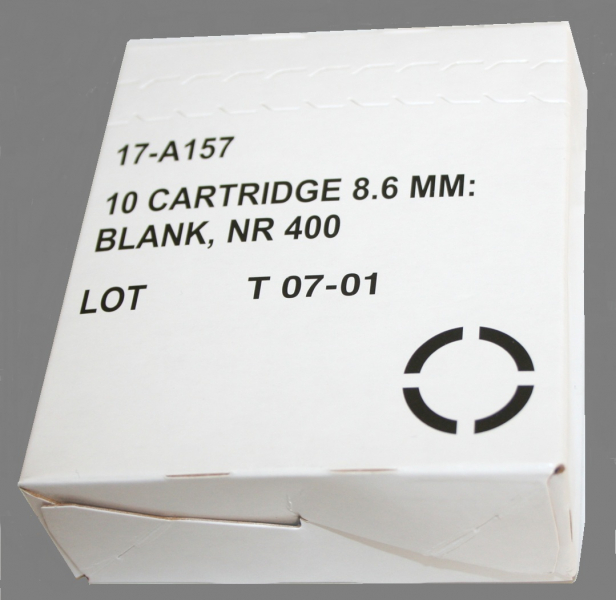 17-A157
10 CARTRIDGE 8.6 MM:
BLANK, NR 400
LOT T 07-01